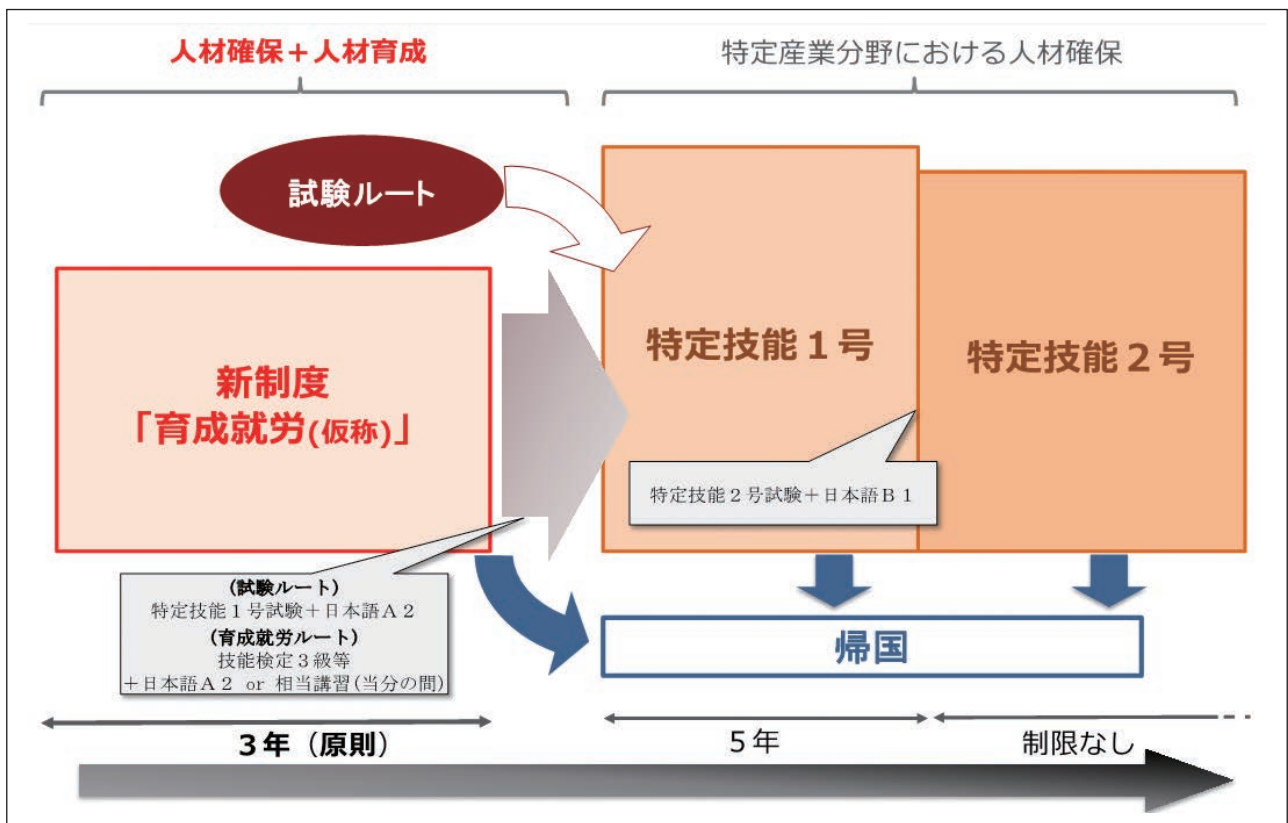 人材確保＋人材育成
特定産業分野における人材確保
試験ルート
新制度
「育成就労(仮称)」
特定技能１号
特定技能２号
特定技能２号試験＋日本語Ｂ１
(試験ルート)
特定技能１号試験＋日本語Ａ２
(育成就労ルート)
技能検定３級等
＋日本語Ａ２ or 相当講習(当分の間)
帰国
３年（原則）
５年
制限なし